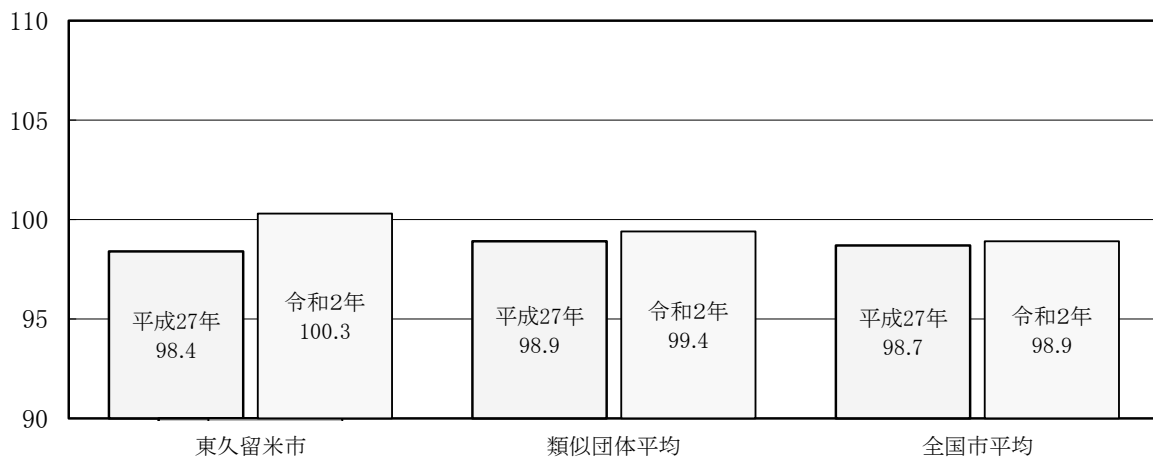 110
105
100
95
90
平成27年
98.4
令和2年
100.3
平成27年
98.9
令和2年
99.4
平成27年
98.7
令和2年
98.9
東久留米市
類似団体平均
全国市平均